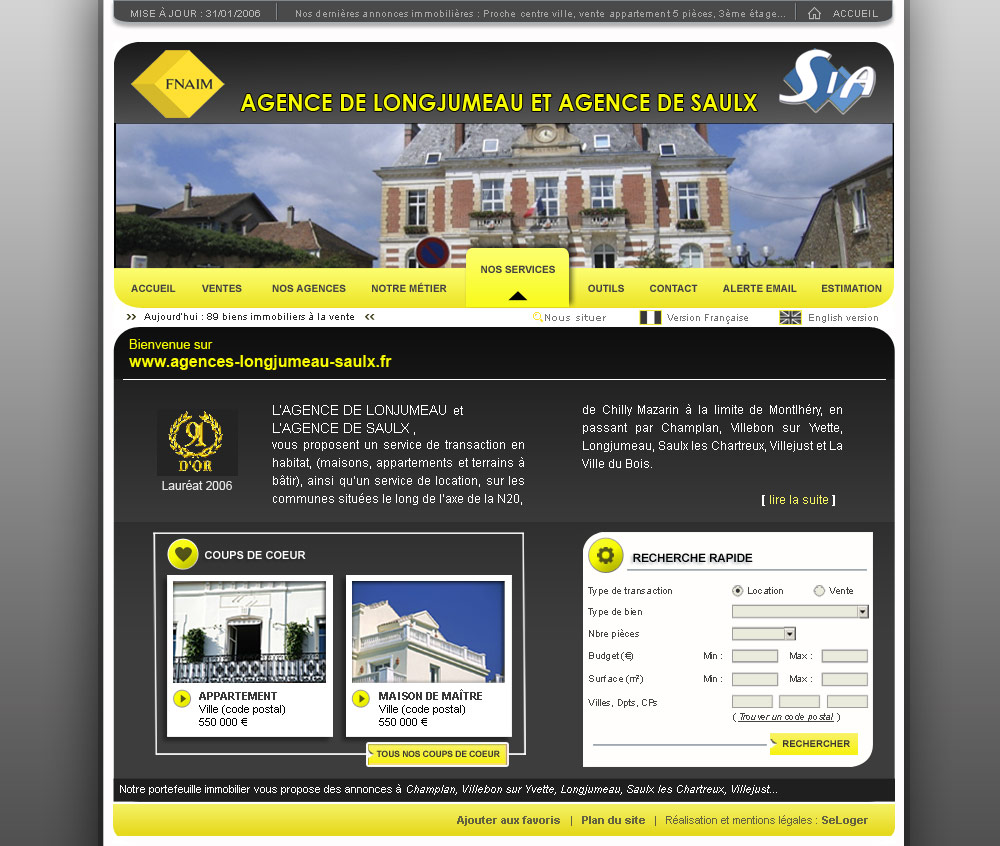 MISE À JOUR : 31/01/2006
Nos dernières annonces immobilières : Proche centre ville, vente appartement 5 pièces, 3ème étage...
ACCUEIL
FNAIM
AGENCE DE LONGJUMEAU ET AGENCE DE SAULX
SIA
ACCUEIL
VENTES
NOS AGENCES
NOTRE MÉTIER
NOS SERVICES
OUTILS
CONTACT
ALERTE EMAIL
ESTIMATION
>> Aujourd'hui : 89 biens immobiliers à la vente <<
Nous situer
Version Française
English version
Bienvenue sur
www.agences-longjumeau-saulx.fr
D'OR
Lauréat 2006
L'AGENCE DE LONJUMEAU et
L'AGENCE DE SAULX ,
vous proposent un service de transaction en
habitat, (maisons, appartements et terrains à
bâtir), ainsi qu'un service de location, sur les
communes situées le long de l'axe de la N20,
de Chilly Mazarin à la limite de Montlhéry, en
passant par Champlan, Villebon sur Yvette,
Longjumeau, Saulx les Chartreux, Villejust et La
Ville du Bois.
[ lire la suite ]
COUPS DE COEUR
APPARTEMENT
Ville (code postal)
550 000 €
MAISON DE MAÎTRE
Ville (code postal)
550 000 €
TOUS NOS COUPS DE COEUR
RECHERCHE RAPIDE
Type de transaction
Location
Vente
Type de bien
Nbre pièces
Budget (€)
Min :
Max :
Surface (m²)
Min :
Max :
Villes, Dpts, CPs
( Trouver un code postal )
RECHERCHER
Notre portefeuille immobilier vous propose des annonces à Champlan, Villebon sur Yvette, Longjumeau, Saulx les Chartreux, Villejust...
Ajouter aux favoris | Plan du site | Réalisation et mentions légales : SeLoger